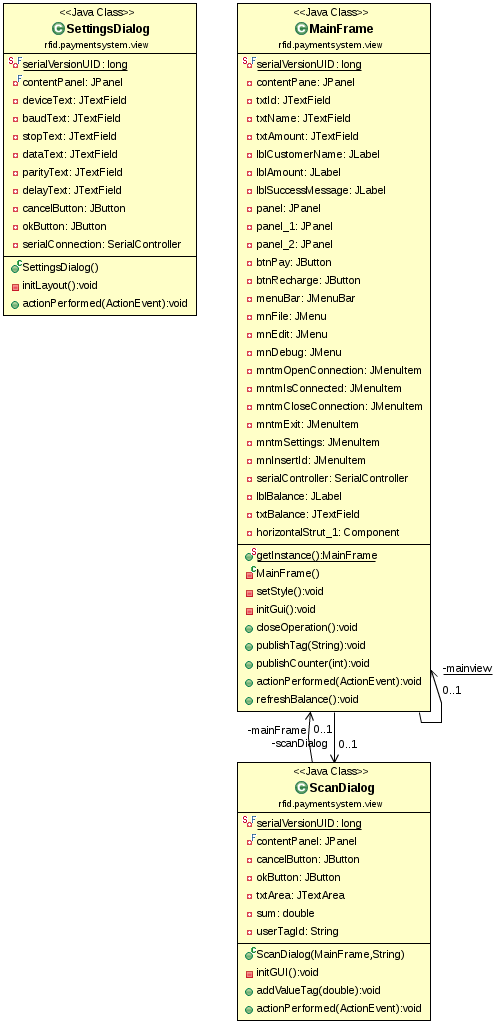 <<Java Class>>
SettingsDialog
rfid.paymentsystem.view
serialVersionUID: long
contentPanel: JPanel
deviceText: JTextField
baudText: JTextField
stopText: JTextField
dataText: JTextField
parityText: JTextField
delayText: JTextField
cancelButton: JButton
okButton: JButton
serialConnection: SerialController
SettingsDialog()
initLayout():void
actionPerformed(ActionEvent):void
<<Java Class>>
MainFrame
rfid.paymentsystem.view
serialVersionUID: long
contentPane: JPanel
txtId: JTextField
txtName: JTextField
txtAmount: JTextField
lblCustomerName: JLabel
lblAmount: JLabel
lblSuccessMessage: JLabel
panel: JPanel
panel_1: JPanel
panel_2: JPanel
btnPay: JButton
btnRecharge: JButton
menuBar: JMenuBar
mnFile: JMenu
mnEdit: JMenu
mnDebug: JMenu
mntmOpenConnection: JMenuItem
mntmIsConnected: JMenuItem
mntmCloseConnection: JMenuItem
mntmExit: JMenuItem
mntmSettings: JMenuItem
mnInsertId: JMenuItem
serialController: SerialController
lblBalance: JLabel
txtBalance: JTextField
horizontalStrut_1: Component
getInstance():MainFrame
MainFrame()
setStyle():void
initGui():void
closeOperation():void
publishTag(String):void
publishCounter(int):void
actionPerformed(ActionEvent):void
refreshBalance():void
-mainview
0..1
-mainFrame 0..1
-scanDialog 0..1
<<Java Class>>
ScanDialog
rfid.paymentsystem.view
serialVersionUID: long
contentPanel: JPanel
cancelButton: JButton
okButton: JButton
txtArea: JTextArea
sum: double
userTagId: String
ScanDialog(MainFrame,String)
initGUI():void
addValueTag(double):void
actionPerformed(ActionEvent):void